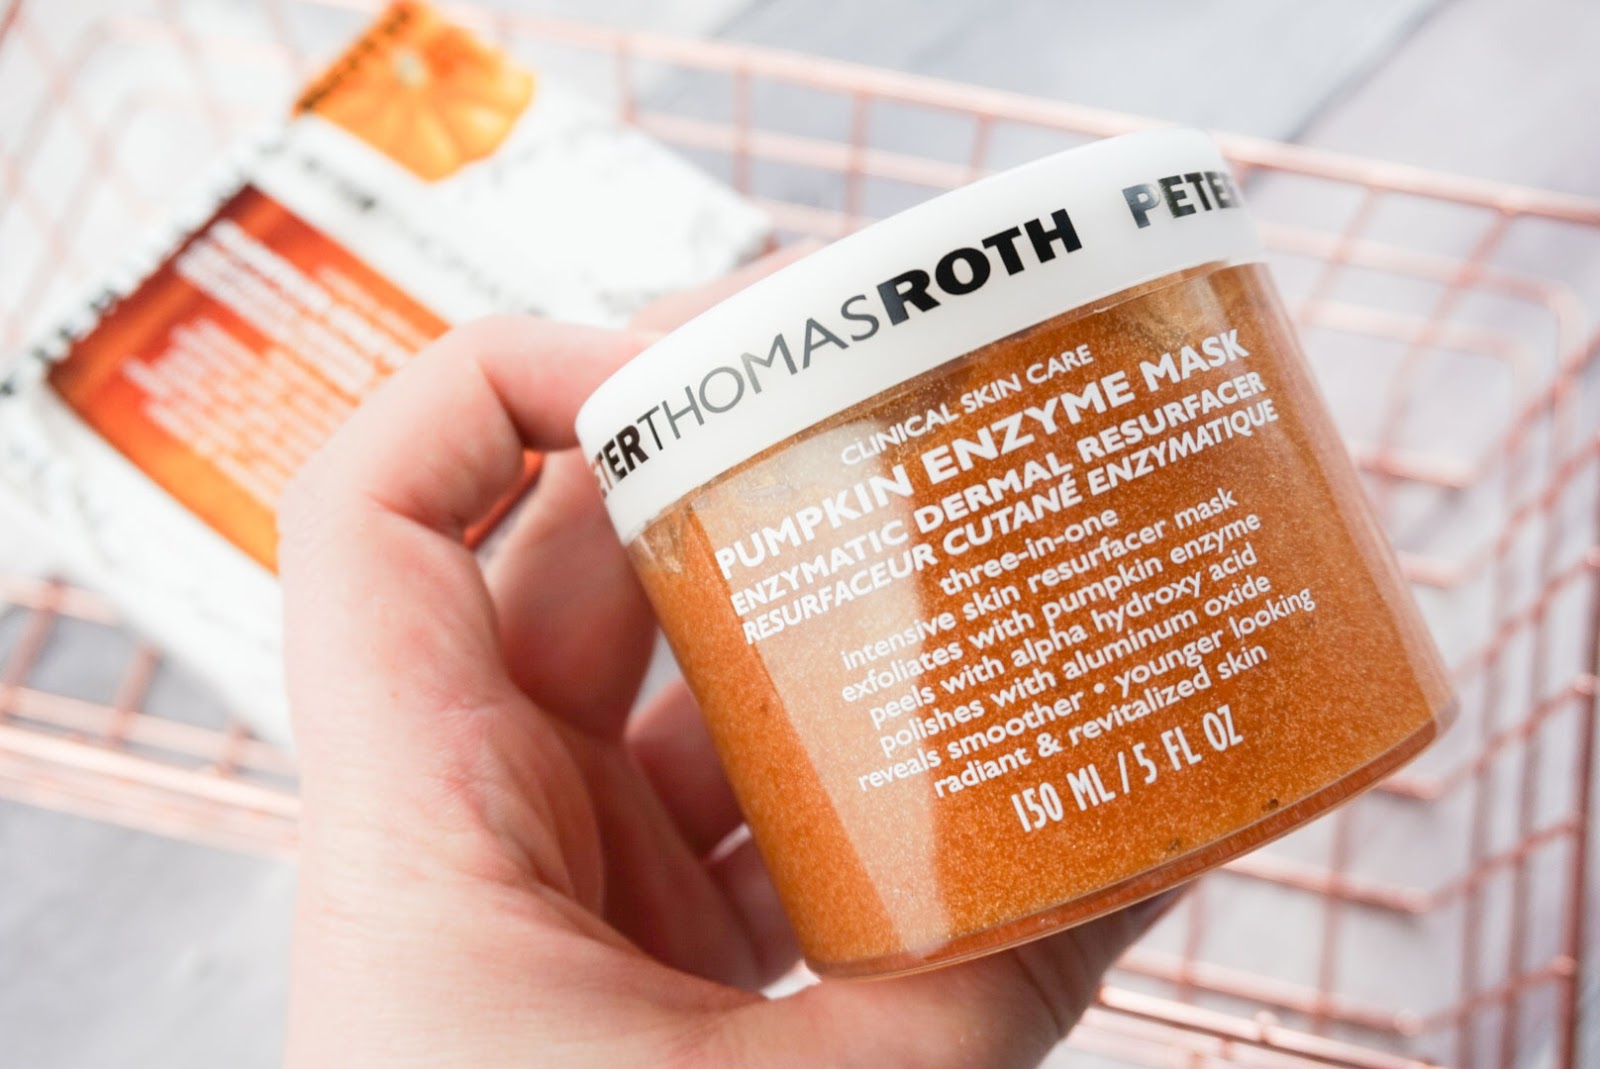 THOMASROTH PETER
CLINICAL SKIN CARE
PUMPKIN ENZYME MASK
ENZYMATIC DERMAL RESURFACER
RESURFACEUR CUTANÉ ENZYMATIQUE
three-in-one
intensive skin resurfacer mask
exfoliates with pumpkin enzyme
peels with alpha hydroxy acid
polishes with aluminum oxide
reveals smoother • younger looking
radiant & revitalized skin
150 ML / 5 FL OZ